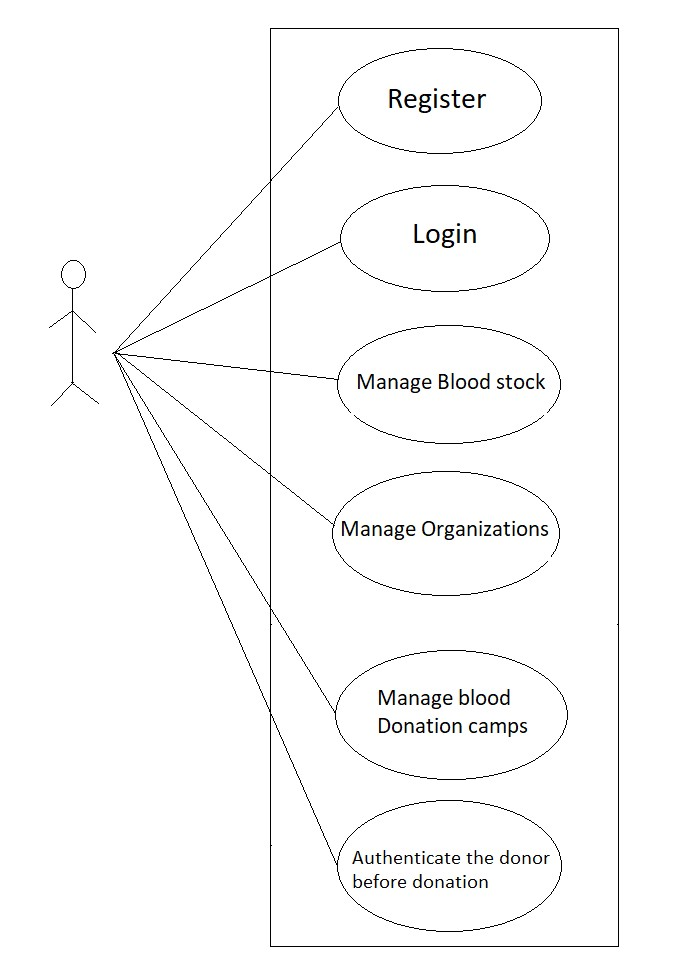 Register
Login
Manage Blood stock
Manage Organizations
Manage blood
Donation camps
Authenticate the donor
before donation